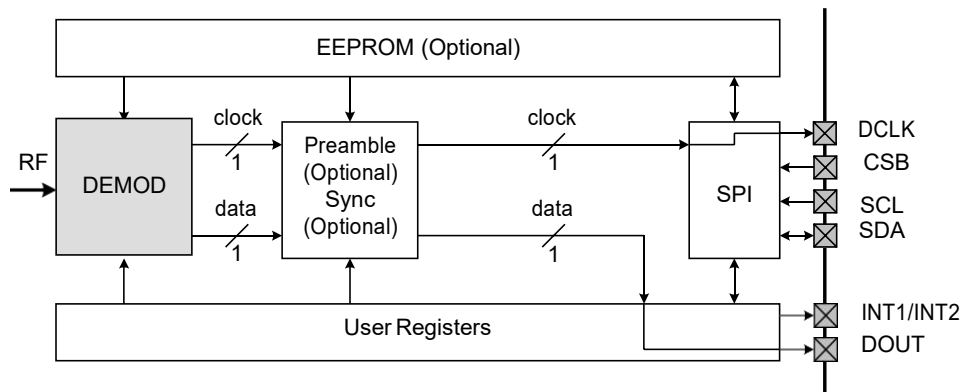 EEPROM (Optional)
RF
DEMOD
clock
1
data
1
Preamble
(Optional)
Sync
(Optional)
clock
1
data
1
SPI
DCLK
CSB
SCL
SDA
User Registers
INT1/INT2
DOUT